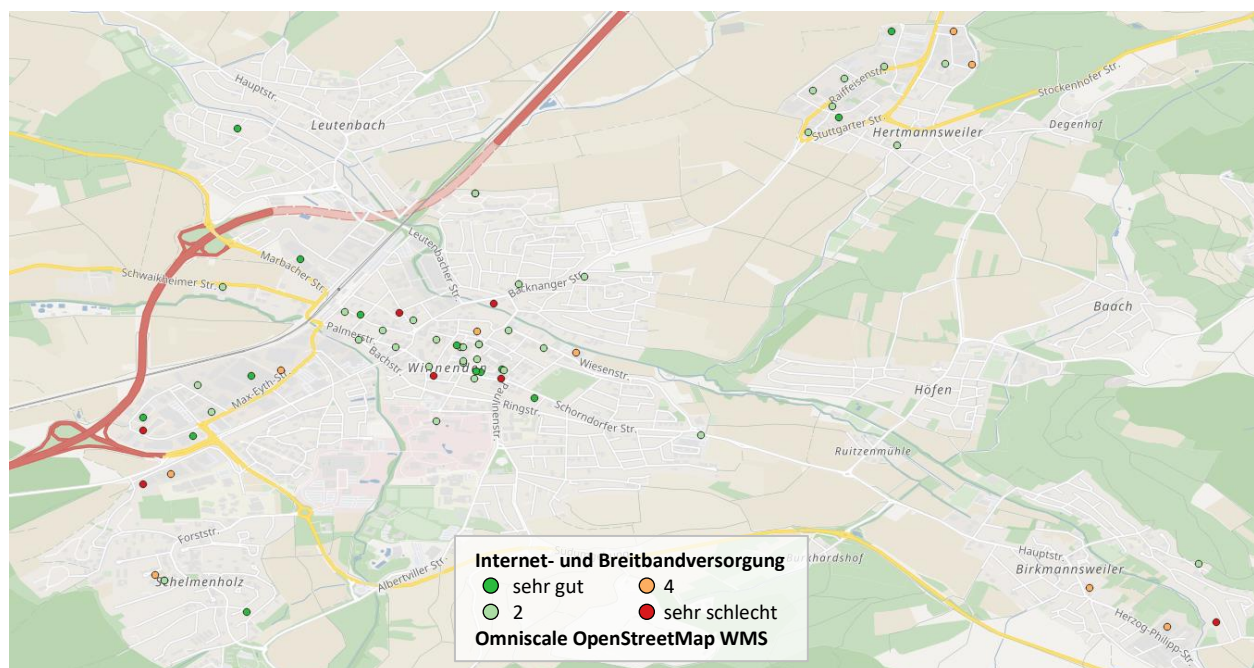 Hauptstr.
Leutenbach
Raiffeisenstr.
Stockenhofer Str.
Stuttgarter Str.
Hertmannsweiler
Degenhof
Leutenbacher Str.
Marbacher Str.
Schwaikheimer Str.
Backnanger Str.
Baach
Palmerstr.
Bachstr.
Winnenden
Wiesenstr.
Max-Eyth-Str.
Paulinenstr.
Höfen
Ringstr.
Schorndorfer Str.
Ruitzenmühle
Forststr.
Schelmenholz
Albertviller Str.
Burkhardshof
Hauptstr.
Birkmannsweiler
Herzog-Philipp-Str.
Internet- und Breitbandversorgung
sehr gut 4
2 sehr schlecht
Omniscale OpenStreetMap WMS